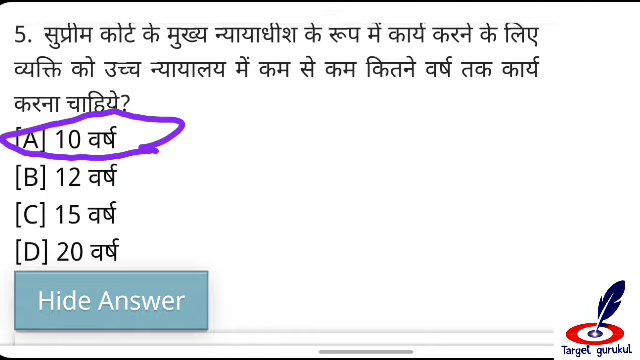 5. सुप्रीम कोर्ट के मुख्य न्यायाधीश के रूप में कार्य करने के लिए
व्यक्ति को उच्च न्यायालय में कम से कम कितने वर्ष तक कार्य
करना चाहिये?
[A] 10 वर्ष
[B] 12 वर्ष
[C] 15 वर्ष
[D] 20 वर्ष
Hide Answer
Target gurukul